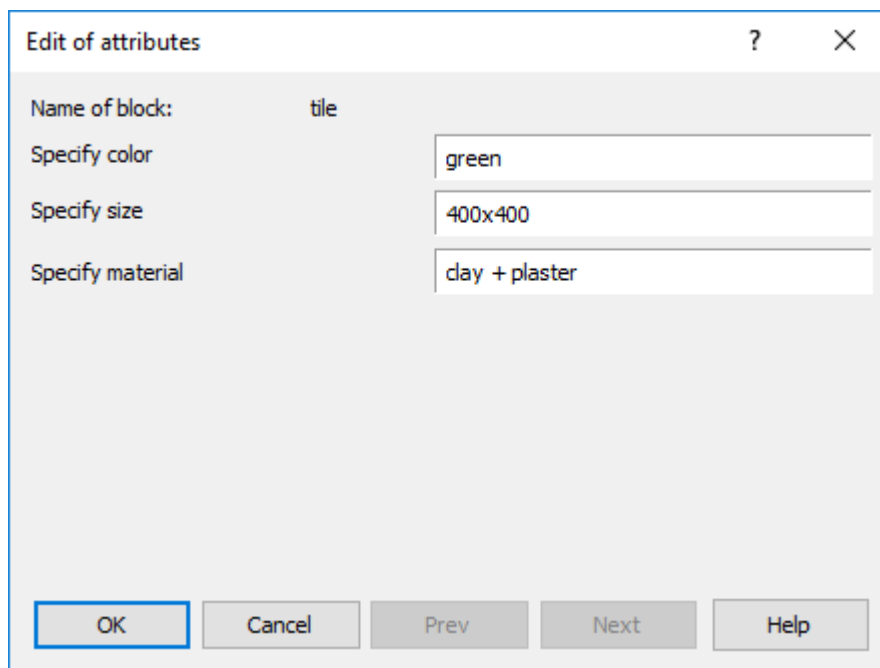 Edit of attributes ?
Name of block: tile
Specify color green
Specify size 400x400
Specify material clay + plaster
OK Cancel Prev Next Help